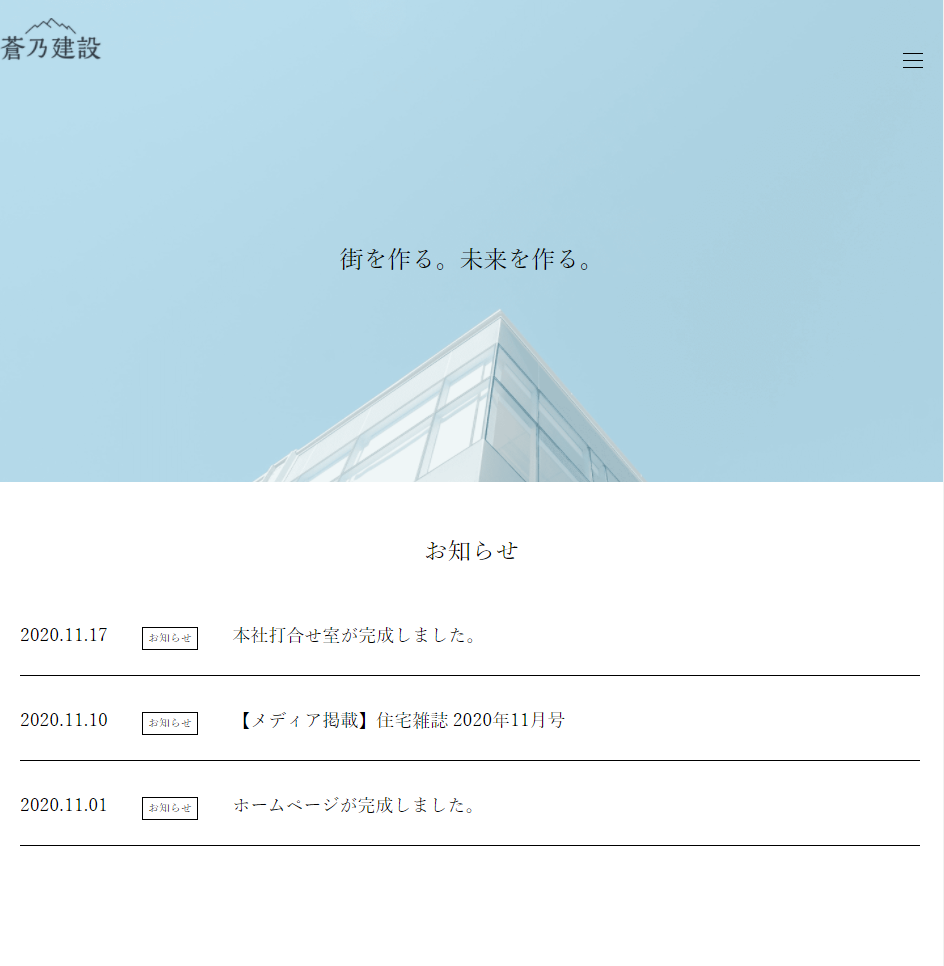 蒼乃建設
街を作る。未来を作る。
お知らせ
2020.11.17 お知らせ 本社打合せ室が完成しました。
2020.11.10 お知らせ 【メディア掲載】住宅雑誌 2020年11月号
2020.11.01 お知らせ ホームページが完成しました。